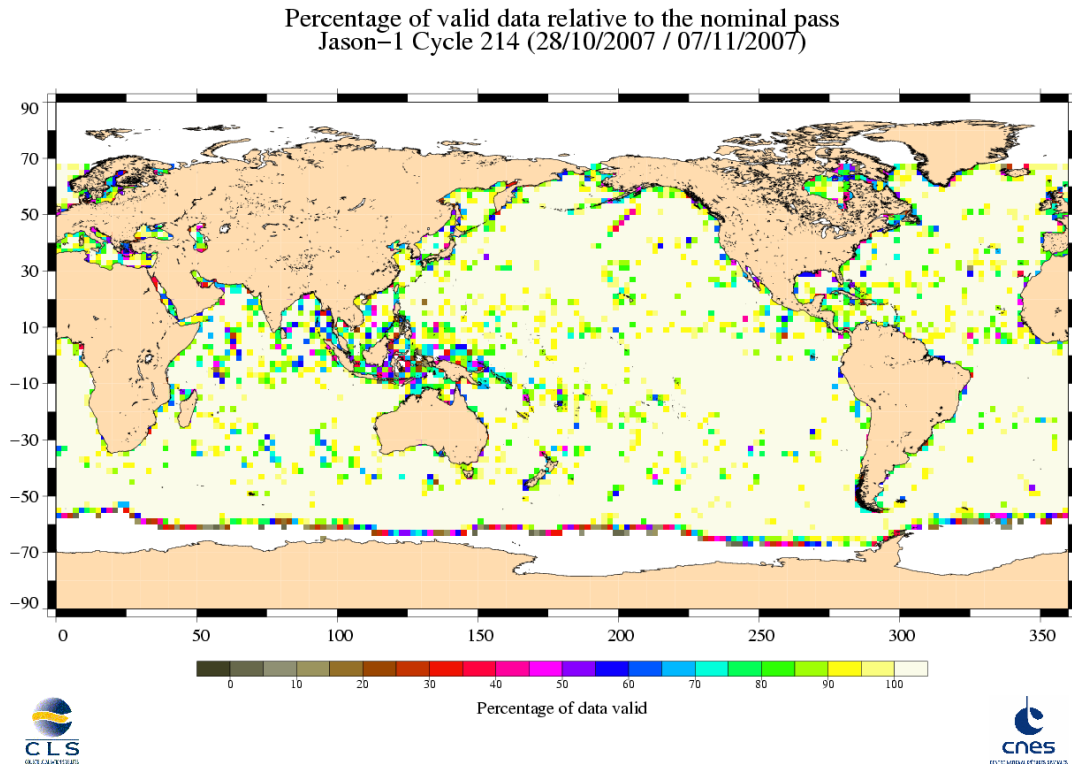 Percentage of valid data relative to the nominal pass
Jason−1 Cycle 214 (28/10/2007 / 07/11/2007)
90
70
50
30
10
−10
−30
−50
−70
−90
0 50 100 150 200 250 300 350
0 10 20 30 40 50 60 70 80 90 100
Percentage of data valid
CLS
cnes